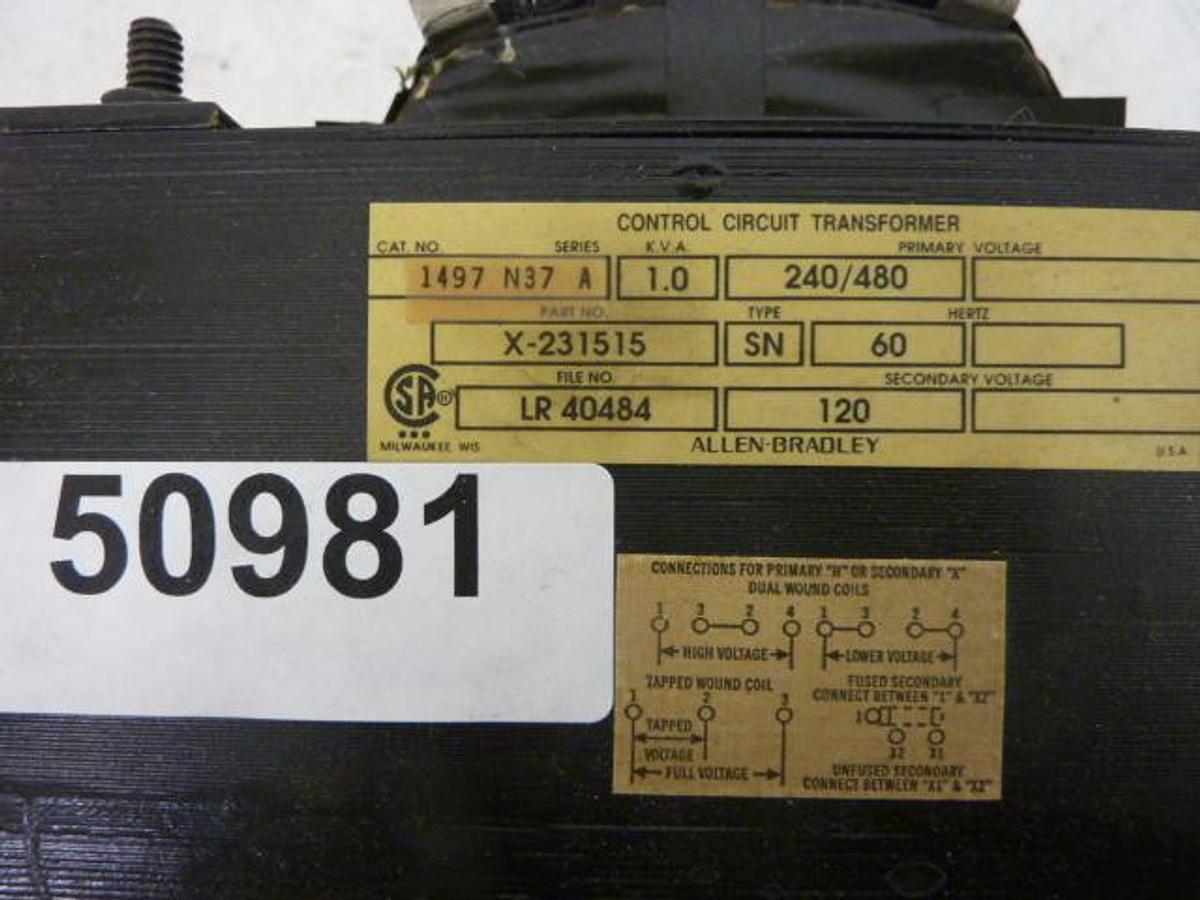 CONTROL CIRCUIT TRANSFORMER
CAT. NO. SERIES K.V.A. PRIMARY VOLTAGE
1497 N37 A 1.0 240/480
PART NO. TYPE HERTZ
X-231515 SN 60
FILE NO. SECONDARY VOLTAGE
SA ® LR 40484 120
MILWAUKEE WIS ALLEN-BRADLEY U.S.A.
50981
CONNECTIONS FOR PRIMARY "H" OR SECONDARY "X"
DUAL WOUND COILS
1 3 2 4 1 3 2 4
HIGH VOLTAGE LOWER VOLTAGE
TAPPED WOUND COIL FUSED SECONDARY
CONNECT BETWEEN "1" & "X2"
1 2 3 1
TAPPED
VOLTAGE X2 X1
FULL VOLTAGE UNFUSED SECONDARY
CONNECT BETWEEN "X1" & "X2"